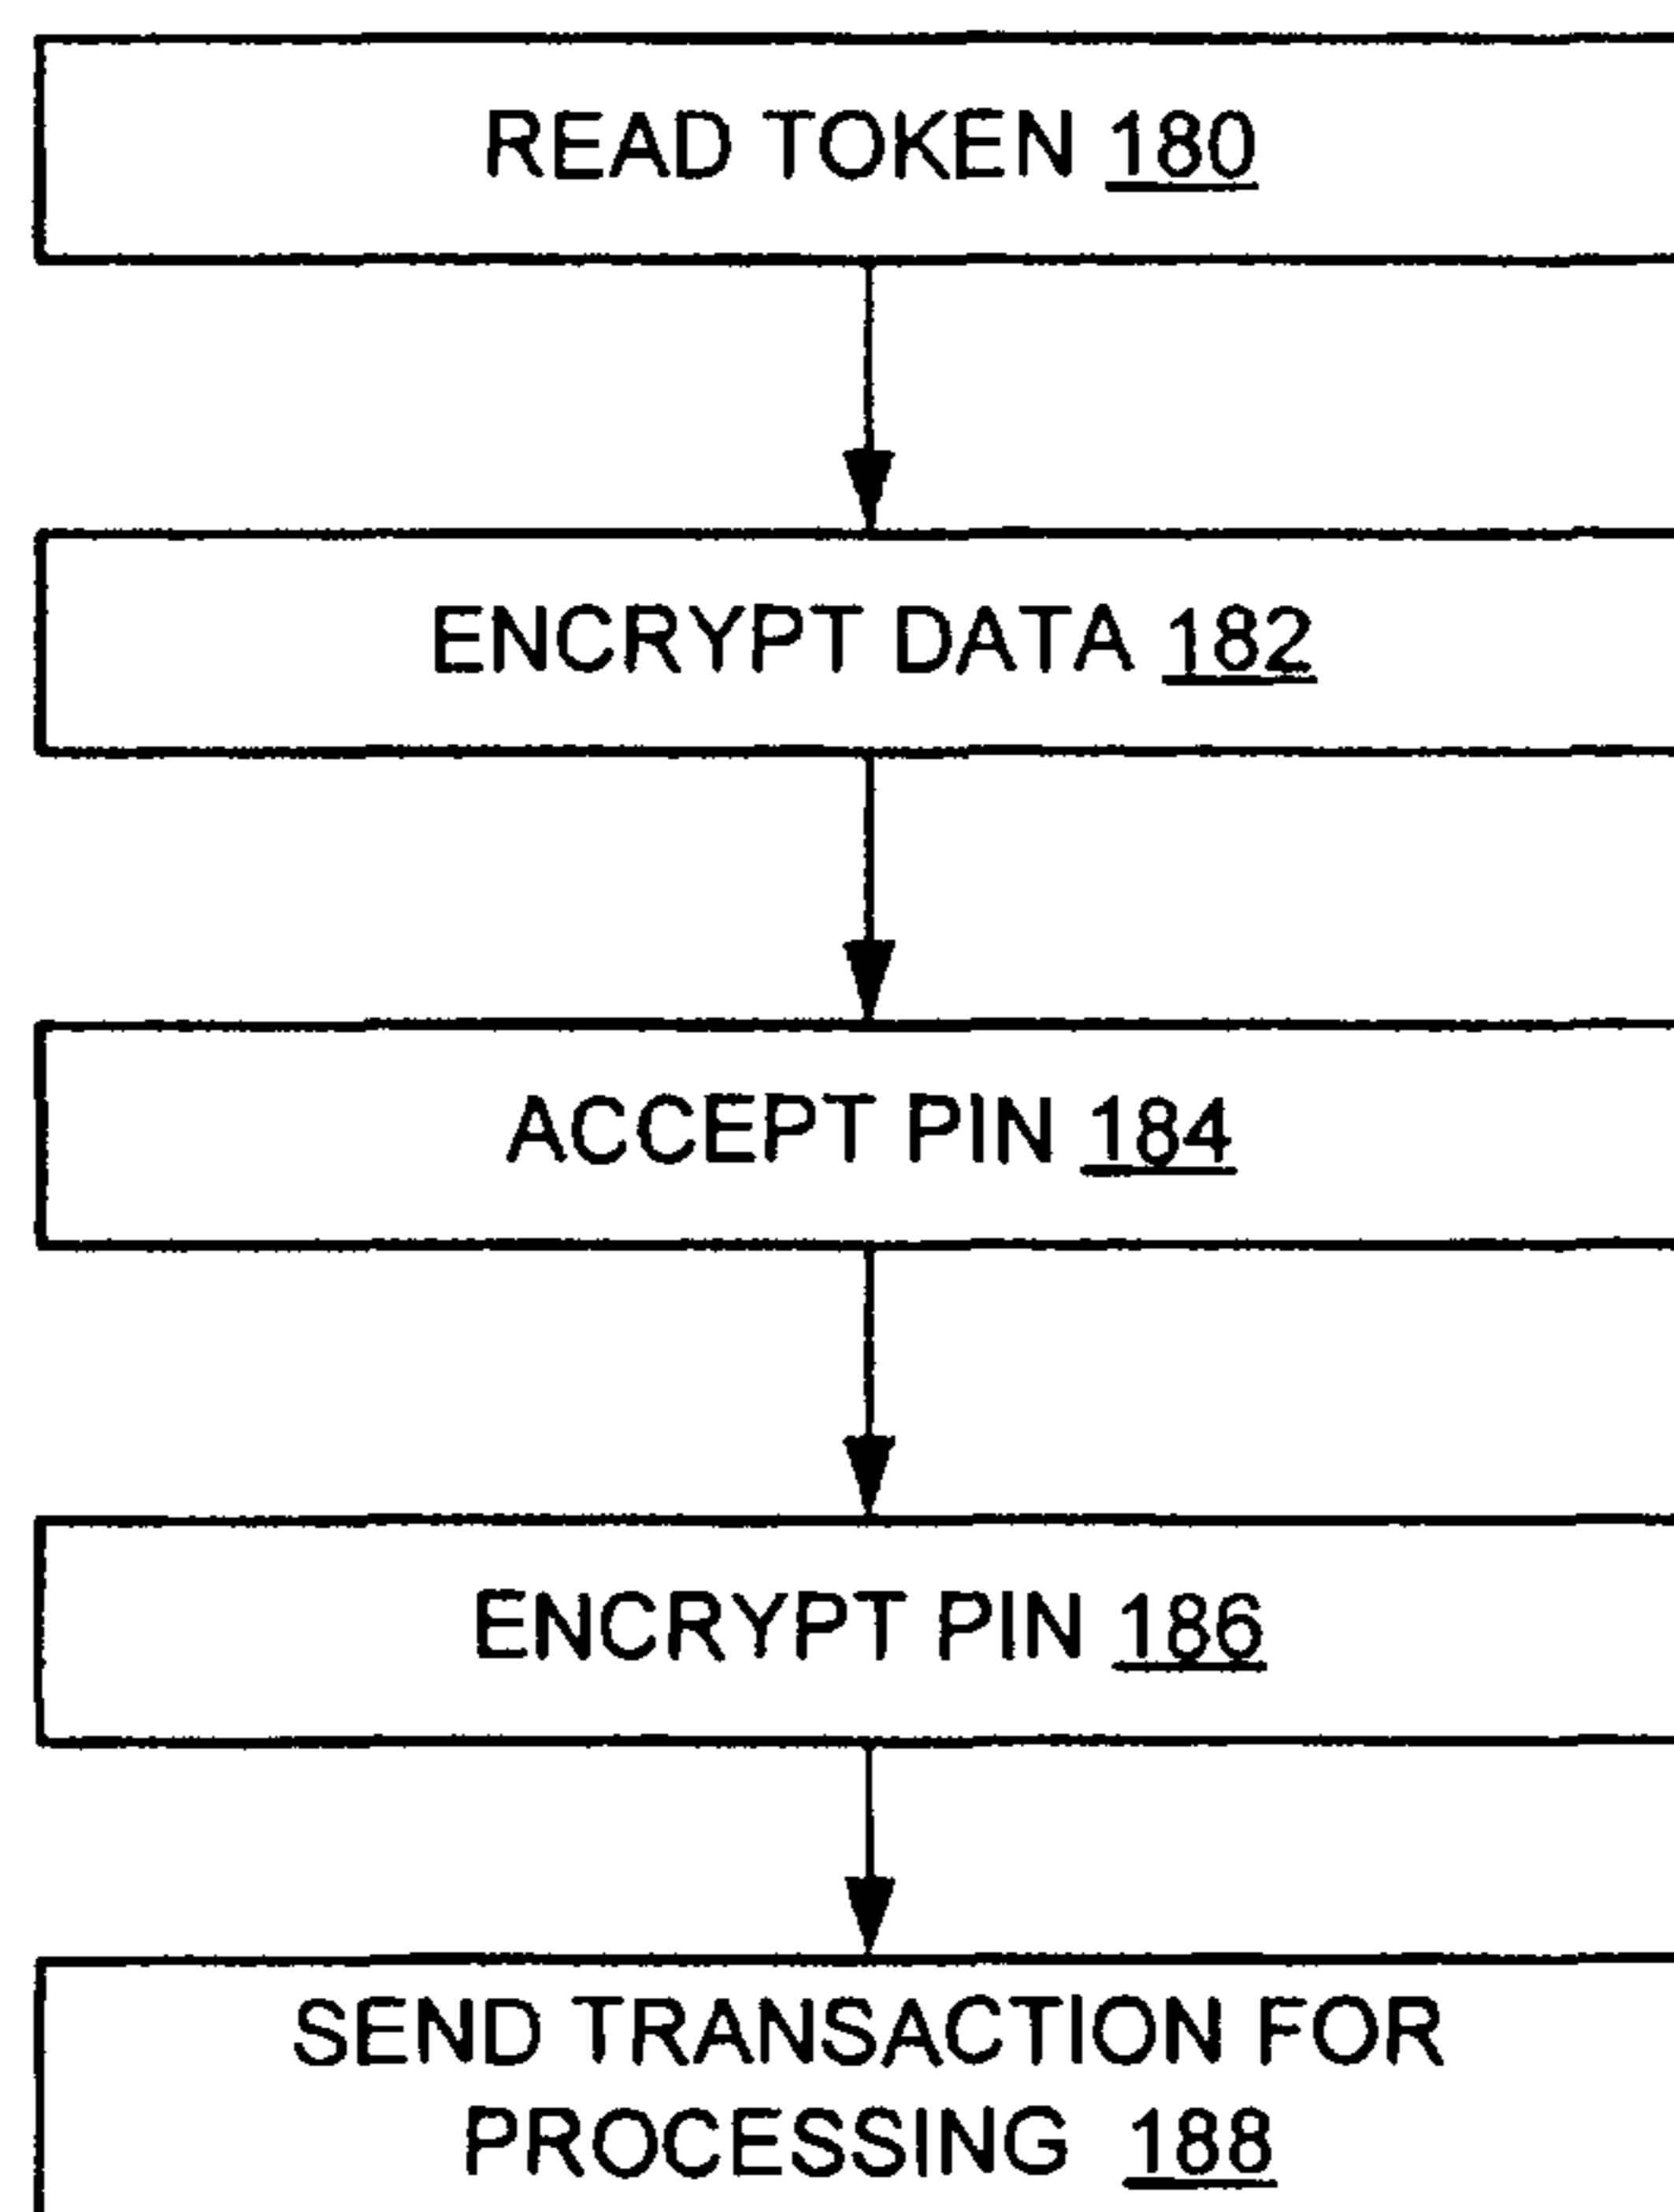 READ TOKEN 180
ENCRYPT DATA 182
ACCEPT PIN 184
ENCRYPT PIN 186
SEND TRANSACTION FOR
PROCESSING 188